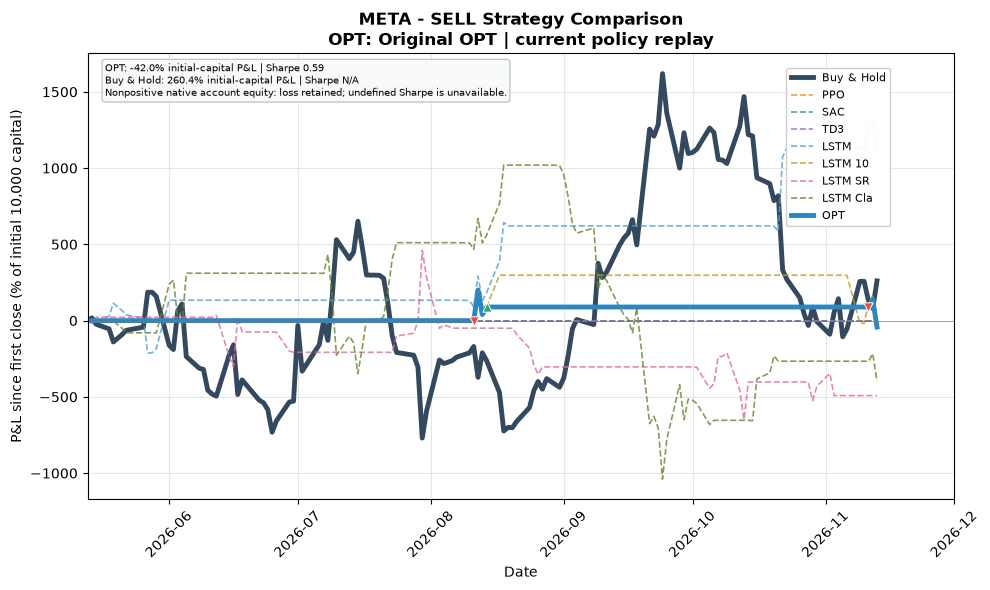 META - SELL Strategy Comparison
OPT: Original OPT | current policy replay
OPT: -42.0% initial-capital P&L | Sharpe 0.59
Buy & Hold: 260.4% initial-capital P&L | Sharpe N/A
Nonpositive native account equity: loss retained; undefined Sharpe is unavailable.
Buy & Hold
PPO
SAC
TD3
LSTM
LSTM 10
LSTM SR
LSTM Cla
OPT
P&L since first close (% of initial 10,000 capital)
1500
1000
500
0
−500
−1000
2026-06
2026-07
2026-08
2026-09
2026-10
2026-11
2026-12
Date